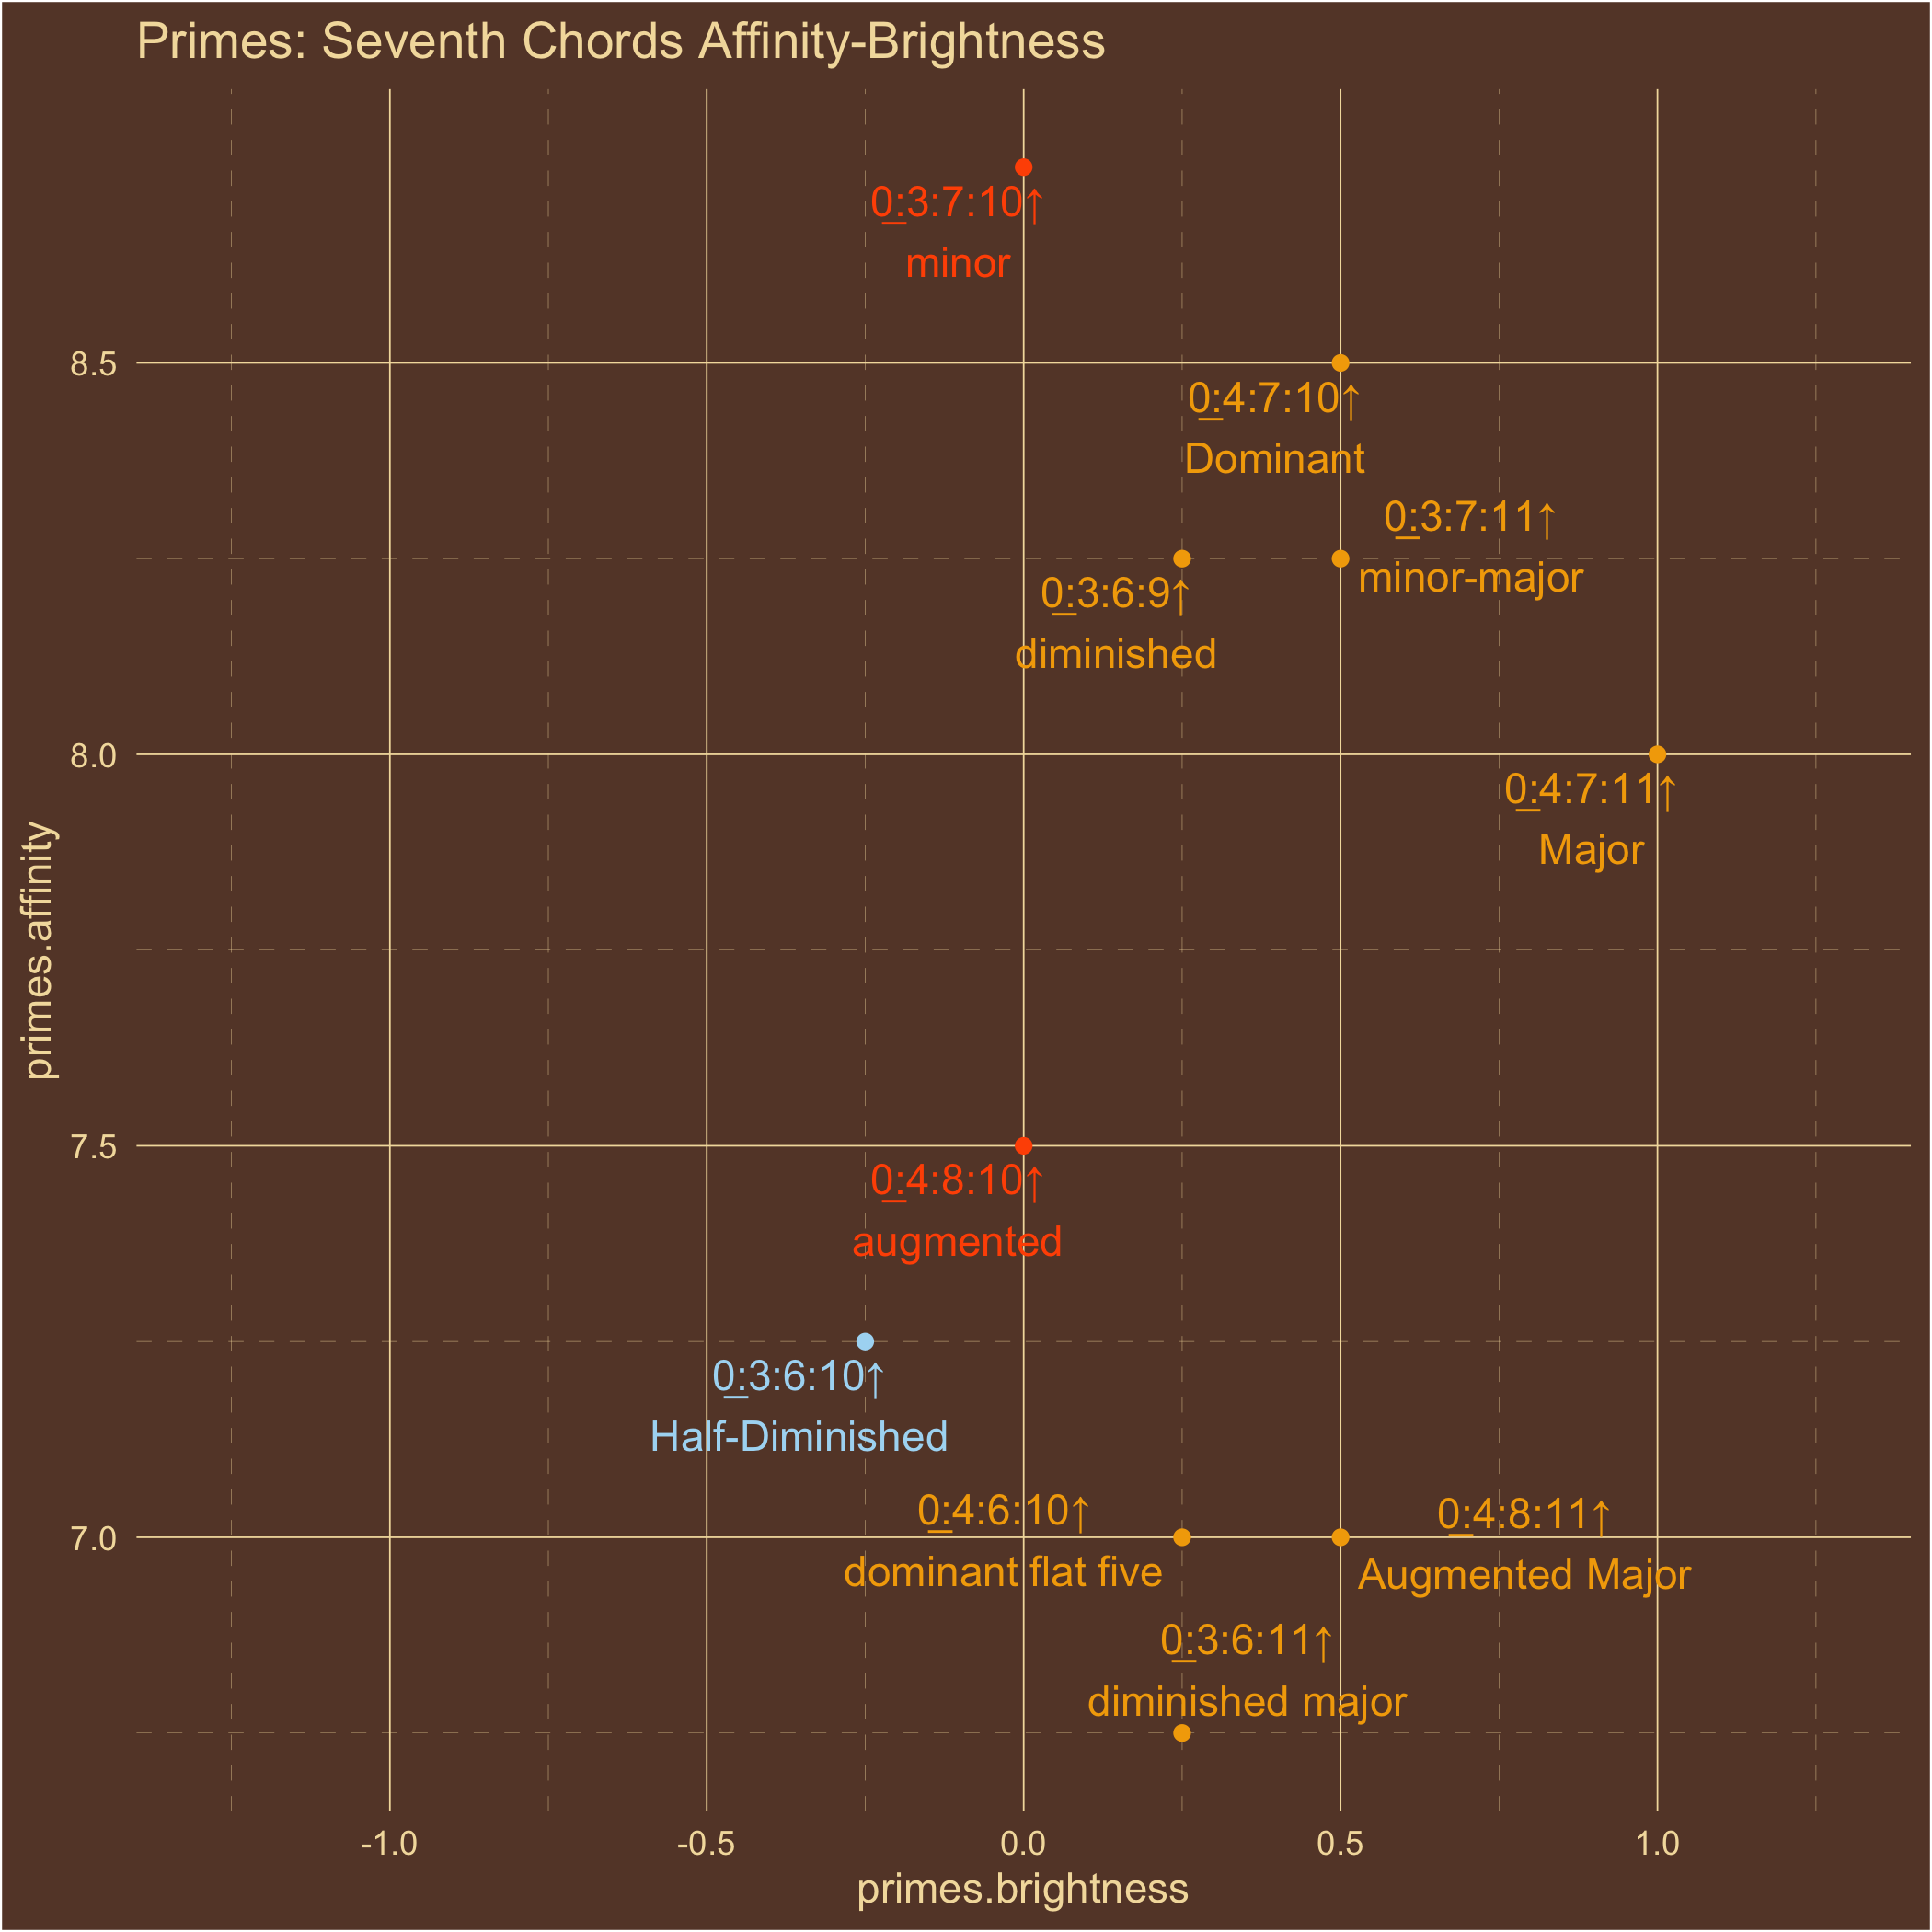 Primes: Seventh Chords Affinity-Brightness
0:3:7:10↑
minor
8.5
0:4:7:10↑
Dominant
0:3:7:11↑
minor-major
0:3:6:9↑
diminished
8.0
0:4:7:11↑
Major
primes.affinity
7.5
0:4:8:10↑
augmented
0:3:6:10↑
Half-Diminished
7.0
0:4:6:10↑
dominant flat five
0:4:8:11↑
Augmented Major
0:3:6:11↑
diminished major
-1.0
-0.5
0.0
0.5
1.0
primes.brightness